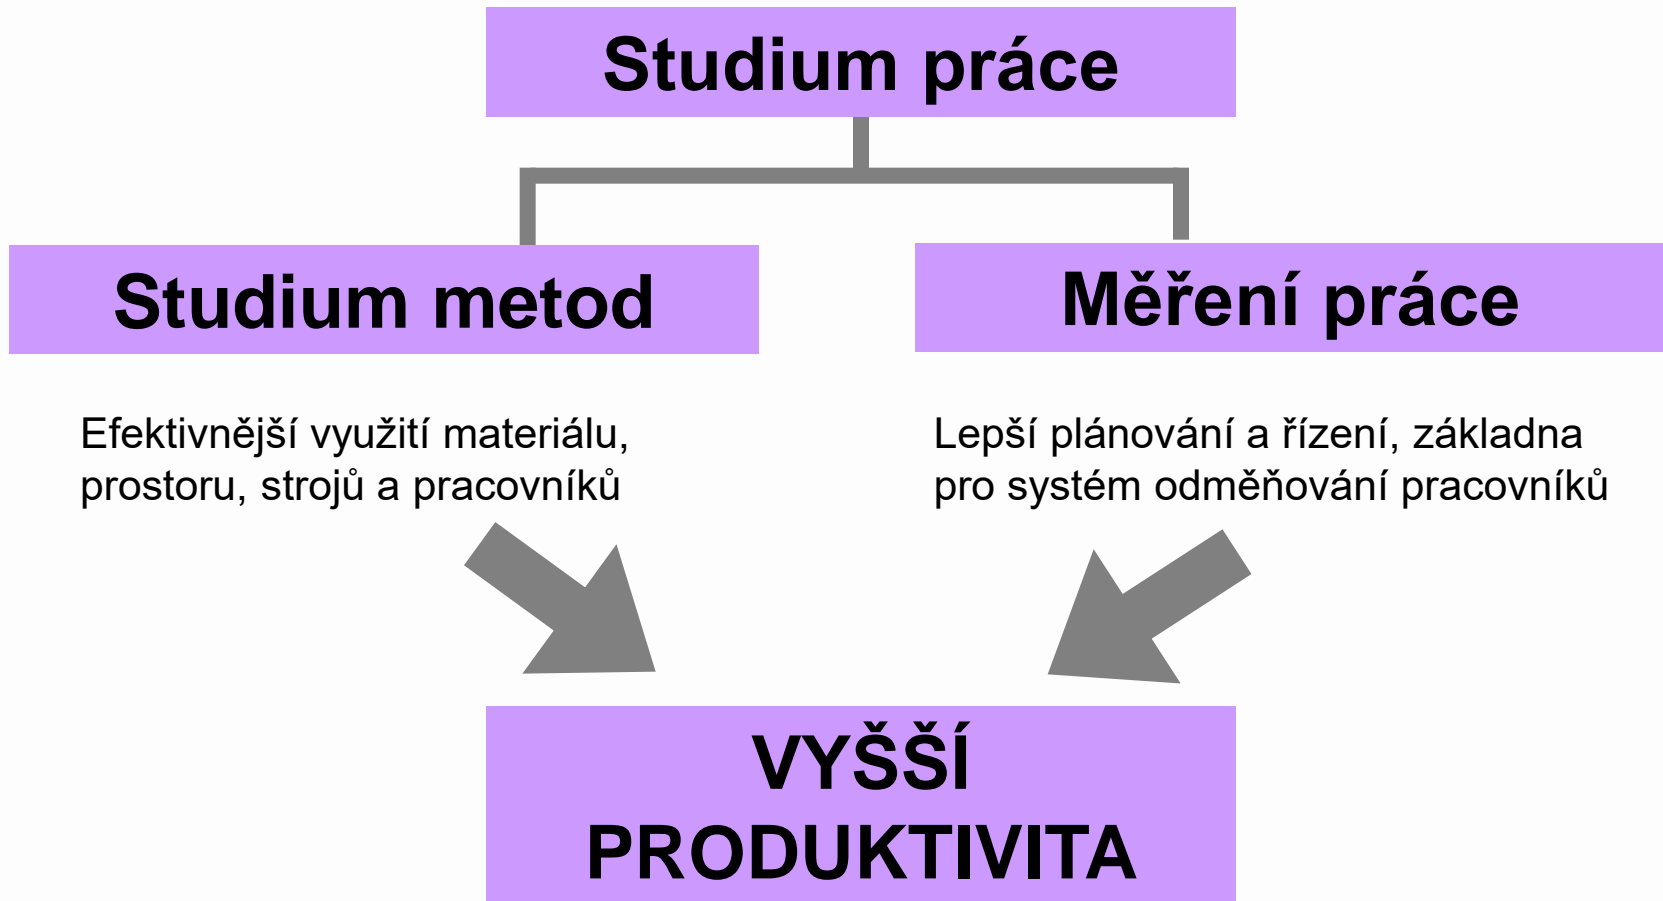 Studium práce
Studium metod
Měření práce
Efektivnější využití materiálu,
prostoru, strojů a pracovníků
Lepší plánování a řízení, základna
pro systém odměňování pracovníků
VYŠŠÍ
PRODUKTIVITA